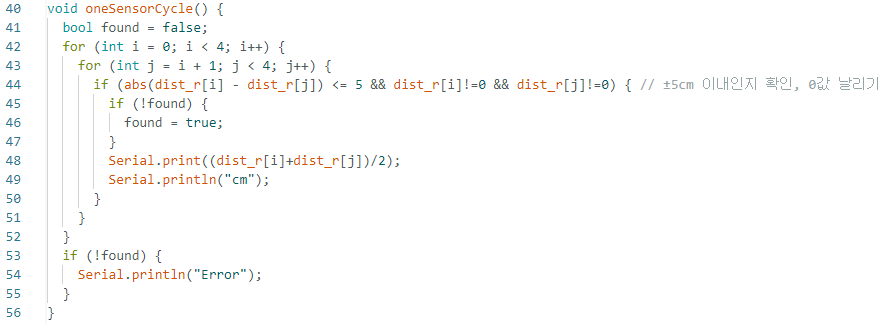 40 void oneSensorCycle() {
41 bool found = false;
42 for (int i = 0; i < 4; i++) {
43 for (int j = i + 1; j < 4; j++) {
44 if (abs(dist_r[i] - dist_r[j]) <= 5 && dist_r[i]!=0 && dist_r[j]!=0) { // ±5cm 이내인지 확인, 0값 날리기
45 if (!found) {
46 found = true;
47 }
48 Serial.print((dist_r[i]+dist_r[j])/2);
49 Serial.println("cm");
50 }
51 }
52 }
53 if (!found) {
54 Serial.println("Error");
55 }
56 }